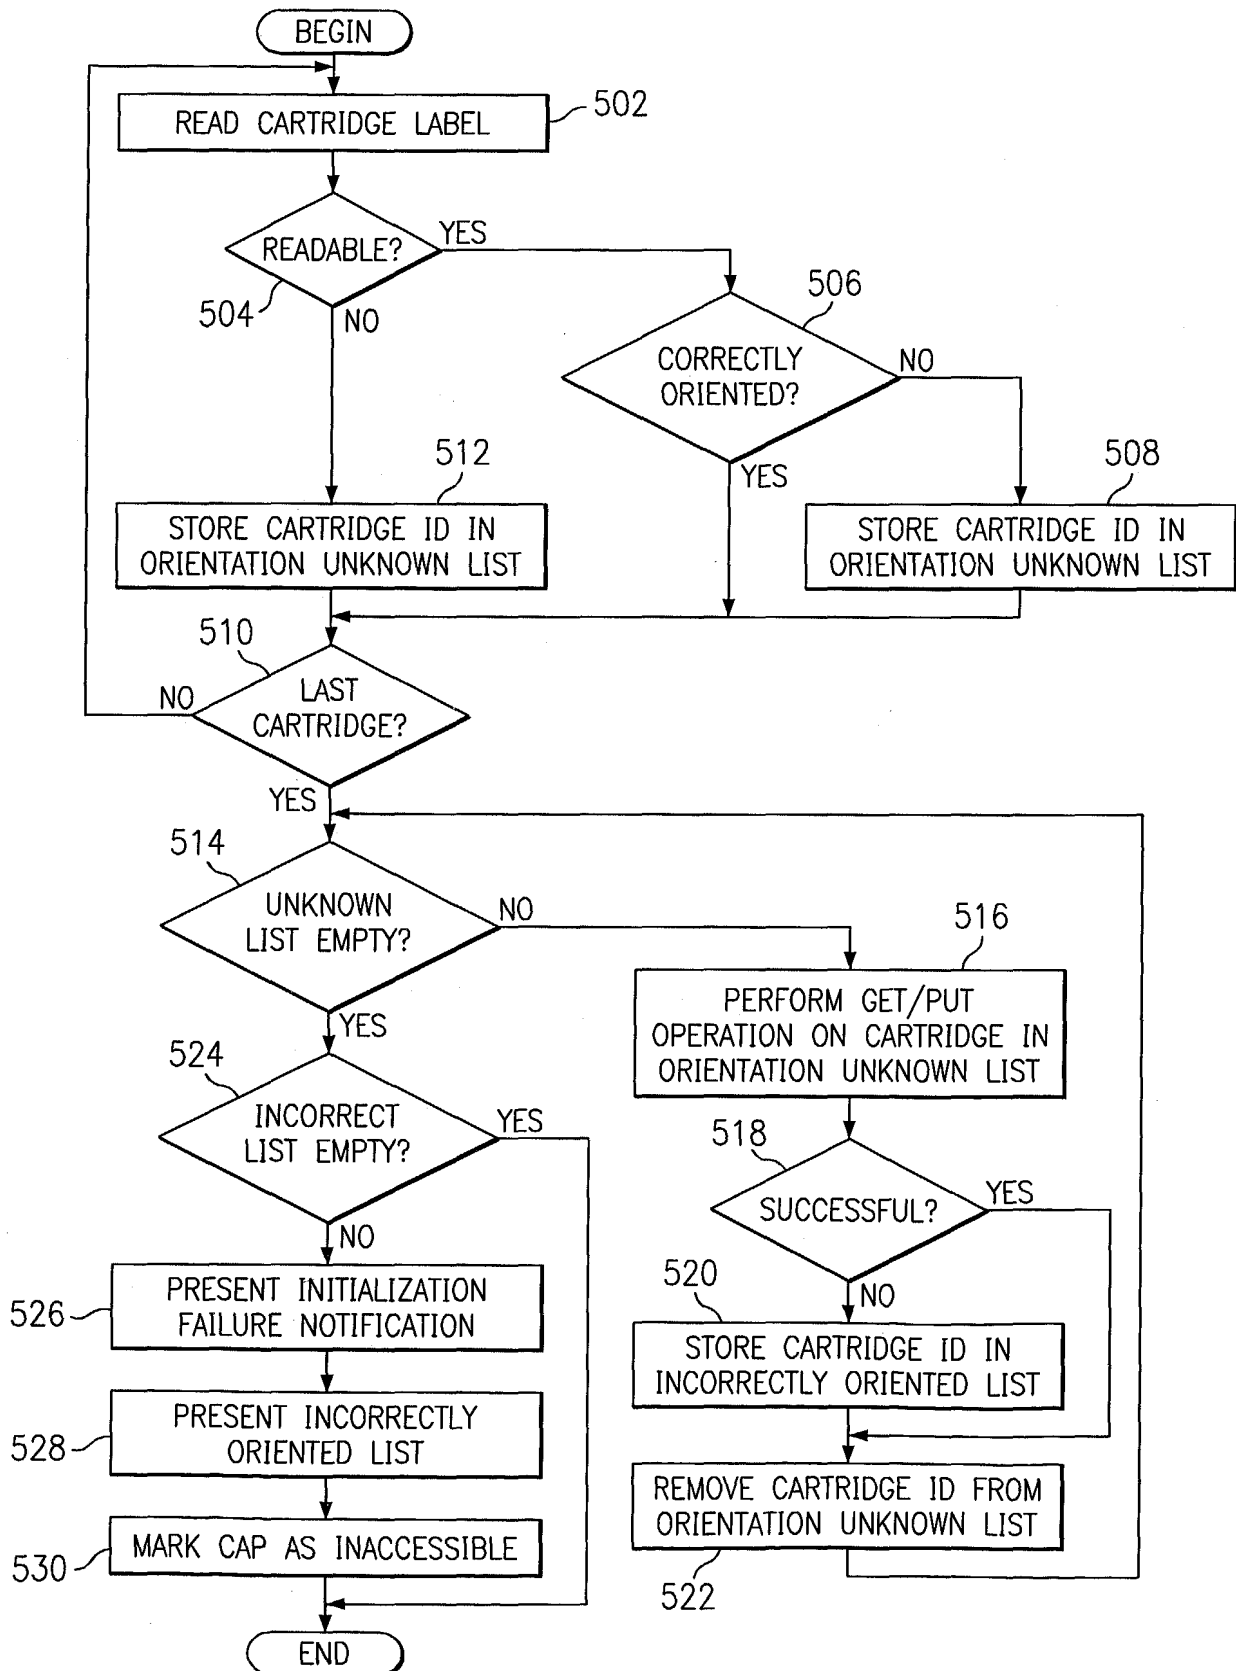 BEGIN
READ CARTRIDGE LABEL
502
READABLE?
YES
504
NO
506
CORRECTLY
ORIENTED?
NO
YES
512
STORE CARTRIDGE ID IN
ORIENTATION UNKNOWN LIST
508
STORE CARTRIDGE ID IN
ORIENTATION UNKNOWN LIST
510
NO
LAST
CARTRIDGE?
YES
514
UNKNOWN
LIST EMPTY?
NO
YES
516
PERFORM GET/PUT
OPERATION ON CARTRIDGE IN
ORIENTATION UNKNOWN LIST
518
SUCCESSFUL?
YES
NO
520
STORE CARTRIDGE ID IN
INCORRECTLY ORIENTED LIST
REMOVE CARTRIDGE ID FROM
ORIENTATION UNKNOWN LIST
522
524
INCORRECT
LIST EMPTY?
YES
NO
PRESENT INITIALIZATION
FAILURE NOTIFICATION
526
PRESENT INCORRECTLY
ORIENTED LIST
528
MARK CAP AS INACCESSIBLE
530
END